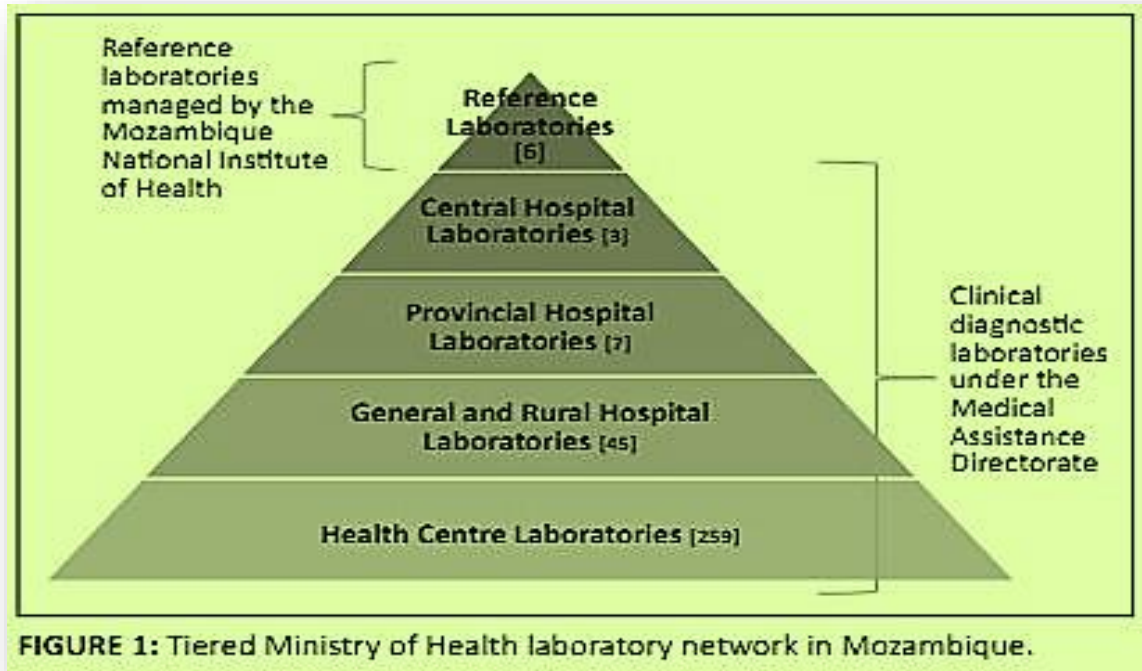 Reference
laboratories
managed by the
Mozambique
National Institute
of Health
Reference
Laboratories
[6]
Central Hospital
Laboratories [3]
Provincial Hospital
Laboratories [7]
General and Rural Hospital
Laboratories [45]
Health Centre Laboratories [259]
Clinical
diagnostic
laboratories
under the
Medical
Assistance
Directorate
FIGURE 1: Tiered Ministry of Health laboratory network in Mozambique.